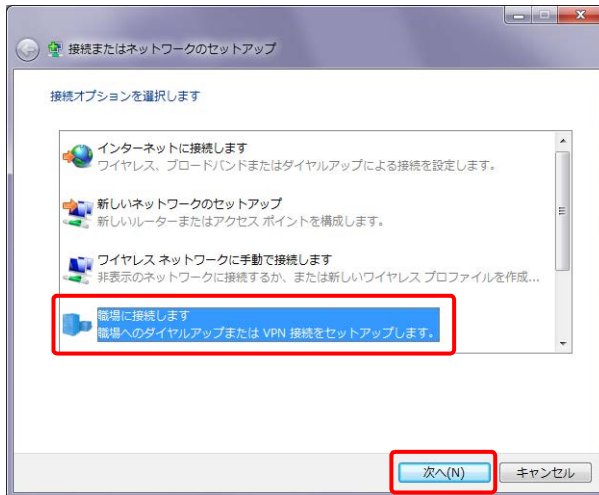 接続またはネットワークのセットアップ
接続オプションを選択します
インターネットに接続します
ワイヤレス、ブロードバンドまたはダイヤルアップによる接続を設定します。
新しいネットワークのセットアップ
新しいルーターまたはアクセス ポイントを構成します。
ワイヤレス ネットワークに手動で接続します
非表示のネットワークに接続するか、または新しいワイヤレス プロファイルを作成...
職場に接続します
職場へのダイヤルアップまたは VPN 接続をセットアップします。
次へ(N)
キャンセル